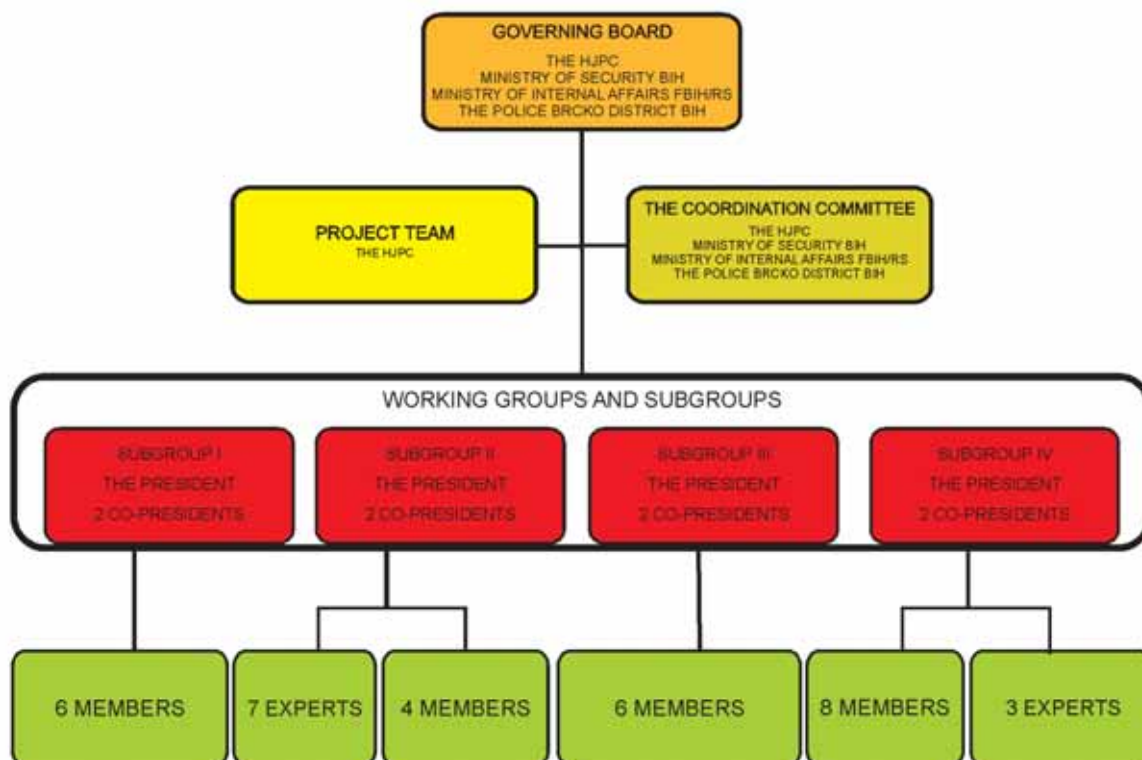 GOVERNING BOARD
THE HJPC
MINISTRY OF SECURITY BIH
MINISTRY OF INTERNAL AFFAIRS FBIH/RS
THE POLICE BRCKO DISTRICT BIH
PROJECT TEAM
THE HJPC
THE COORDINATION COMMITTEE
THE HJPC
MINISTRY OF SECURITY BIH
MINISTRY OF INTERNAL AFFAIRS FBIH/RS
THE POLICE BRCKO DISTRICT BIH
WORKING GROUPS AND SUBGROUPS
SUBGROUP I
THE PRESIDENT
2 CO-PRESIDENTS
SUBGROUP II
THE PRESIDENT
2 CO-PRESIDENTS
SUBGROUP III
THE PRESIDENT
2 CO-PRESIDENTS
SUBGROUP IV
THE PRESIDENT
2 CO-PRESIDENTS
6 MEMBERS
7 EXPERTS
4 MEMBERS
6 MEMBERS
8 MEMBERS
3 EXPERTS